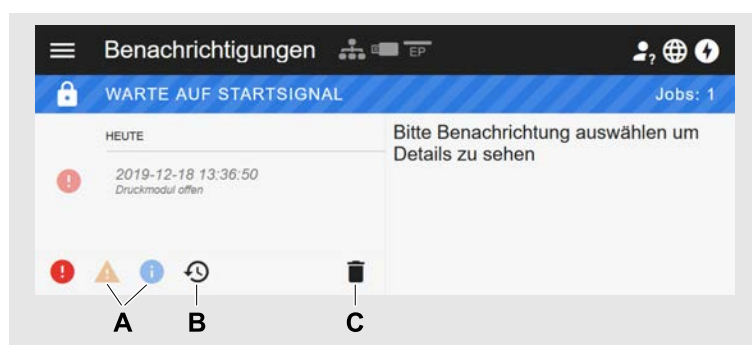 Benachrichtigungen EP
WARTE AUF STARTSIGNAL Jobs: 1
HEUTE
2019-12-18 13:36:50
Druckmodul offen
Bitte Benachrichtung auswählen um
Details zu sehen
A B C